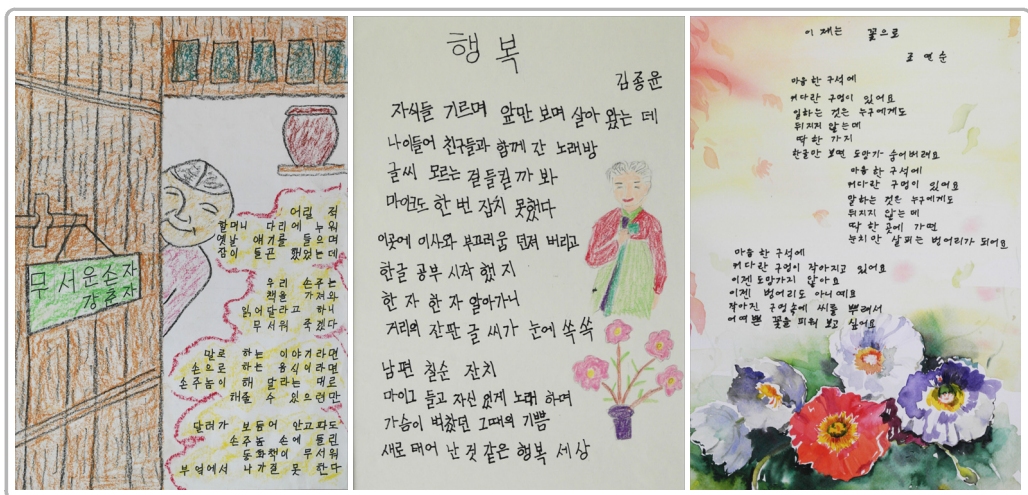 무서운손자
강춘자
어릴 적
할머니 다리에 누워
옛날 얘기를 들으며
잠이 들곤 했었는데
우리 손주는
책을 가져와
읽어달라고 하니
무서워 죽겠다
말로 하는 이야기라면
손으로 하는 음식이라면
손주놈이 해 달라는 대로
해줄 수 있으련만
달려가 보듬어 안고파도
손주놈 손에 들린
동화책이 무서워
부엌에서 나가질 못 한다
행복
김종윤
자식들 기르며 앞만 보며 살아 왔는 데
나이들어 친구들과 함께 간 노래방
글씨 모르는 걸 들킬까 봐
마이크도 한 번 잡지 못했다
이곳에 이사와 부끄러움 던져 버리고
한글 공부 시작 했지
한 자 한 자 알아가니
거리의 간판 글 씨가 눈에 쏙 쏙
남편 칠순 잔치
마이크 들고 자신 있게 노래 하며
가슴이 벅찼던 그때의 기쁨
새로 태어 난 것 같은 행복 세상
이제는 꽃으로
조연순
마음 한 구석에
커다란 구멍이 있어요
일하는 것은 누구에게도
뒤지지 않는데
딱 한 가지
한글만 보면 도망가 숨어버려요
마음 한 구석에
커다란 구멍이 있어요
말하는 것은 누구에게도
뒤지지 않는데
딱 한 곳에 가면
눈치만 살피는 벙어리가 되어요
마음 한 구석에
커다란 구멍이 작아지고 있어요
이젠 도망가지 않아요
이젠 벙어리도 아니예요
작아진 구멍속에 씨를 뿌려서
어여쁜 꽃을 피워 보고 싶어요